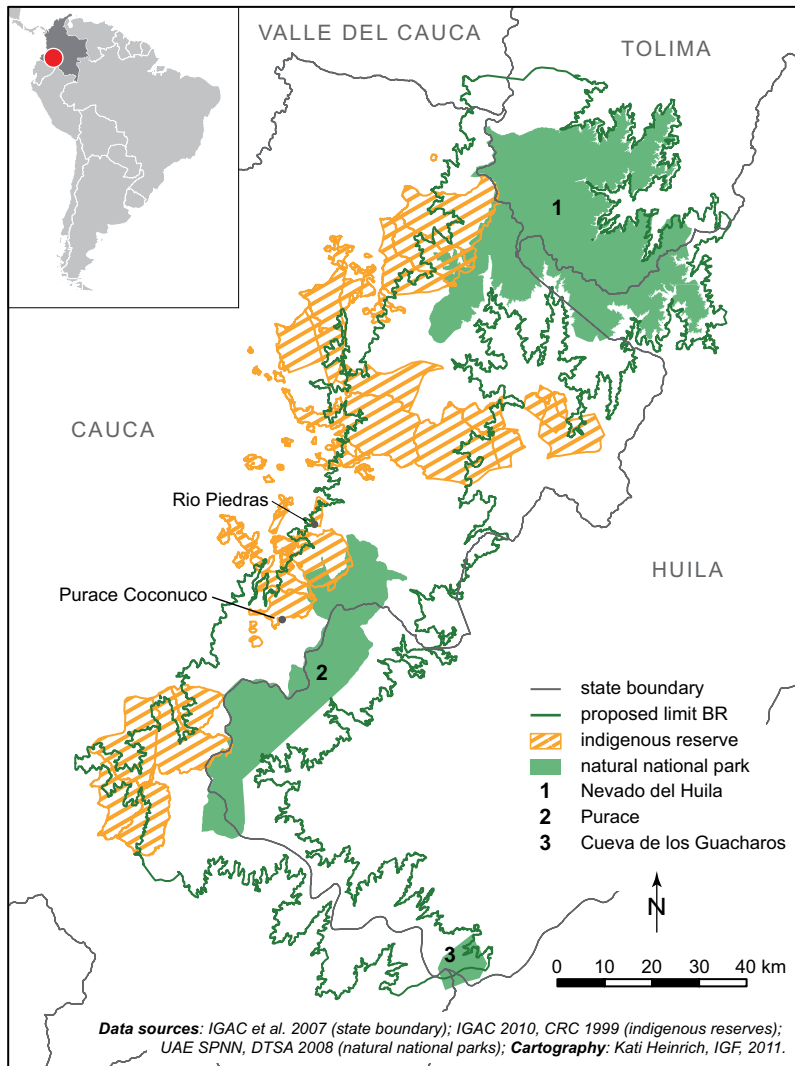 VALLE DEL CAUCA
TOLIMA
1
CAUCA
Rio Piedras
HUILA
Purace Coconuco
2
state boundary
proposed limit BR
indigenous reserve
natural national park
1 Nevado del Huila
2 Purace
3 Cueva de los Guacharos
N
3
0 10 20 30 40 km
Data sources: IGAC et al. 2007 (state boundary); IGAC 2010, CRC 1999 (indigenous reserves);
UAE SPNN, DTSA 2008 (natural national parks); Cartography: Kati Heinrich, IGF, 2011.